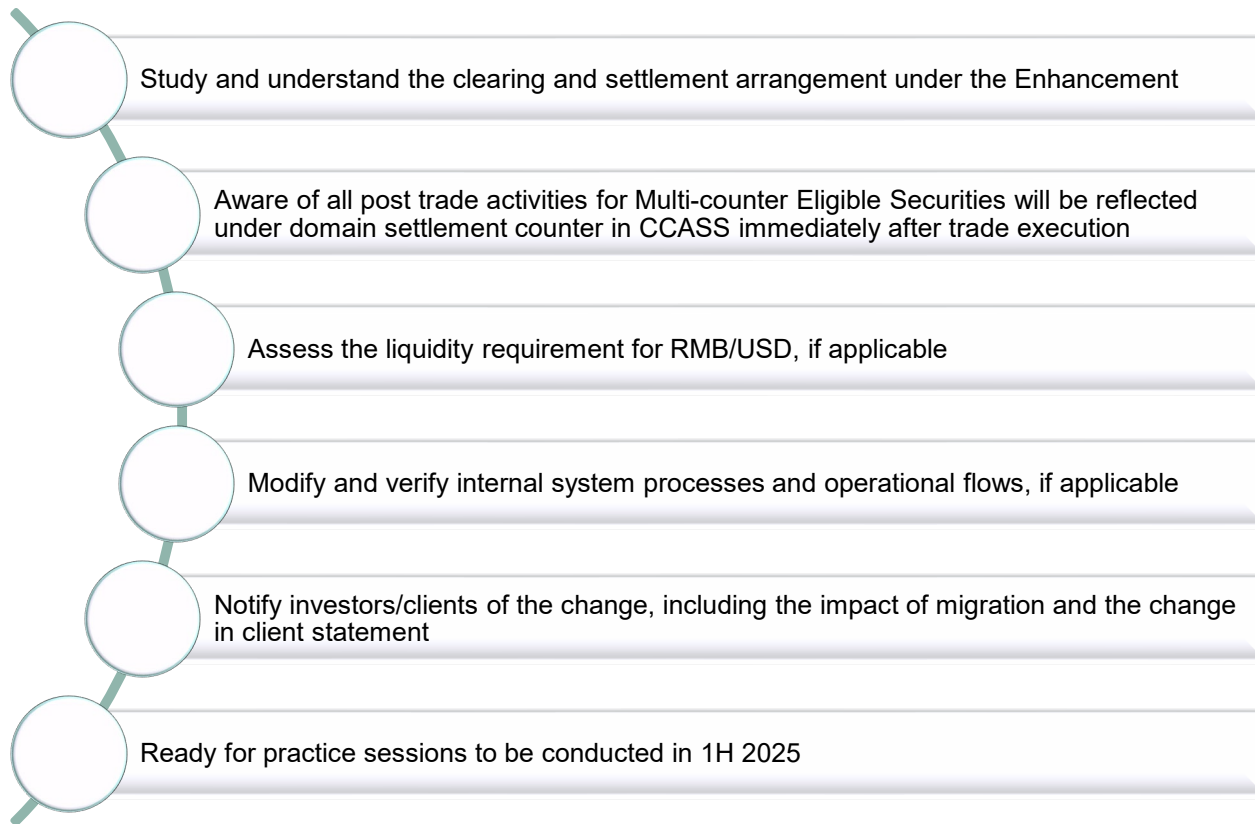 Study and understand the clearing and settlement arrangement under the Enhancement
Aware of all post trade activities for Multi-counter Eligible Securities will be reflected
under domain settlement counter in CCASS immediately after trade execution
Assess the liquidity requirement for RMB/USD, if applicable
Modify and verify internal system processes and operational flows, if applicable
Notify investors/clients of the change, including the impact of migration and the change
in client statement
Ready for practice sessions to be conducted in 1H 2025